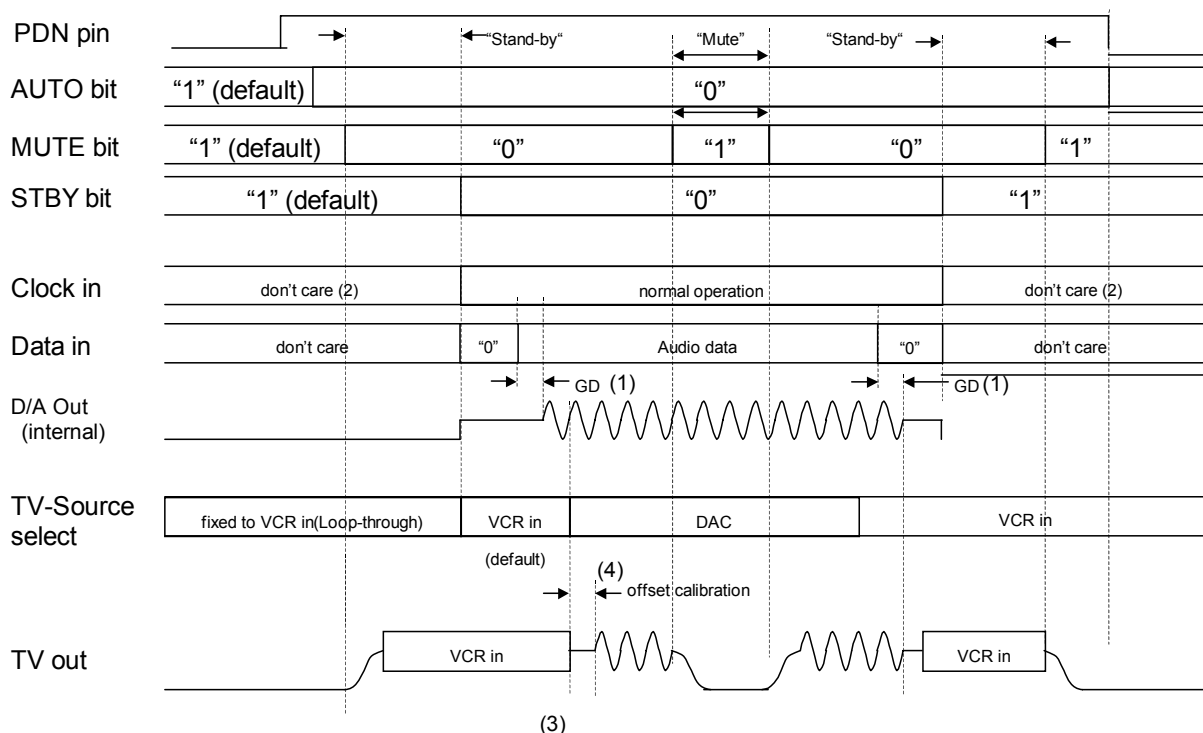 PDN pin
“Stand-by“ “Mute” “Stand-by“
AUTO bit “1” (default) “0”
MUTE bit “1” (default) “0” “1” “0” “1”
STBY bit “1” (default) “0” “1”
Clock in don’t care (2) normal operation don’t care (2)
Data in don’t care “0” Audio data “0” don’t care
GD (1) GD (1)
D/A Out
(internal)
TV-Source
select
fixed to VCR in(Loop-through) VCR in DAC VCR in
(default)
(4)
offset calibration
TV out VCR in VCR in
(3)